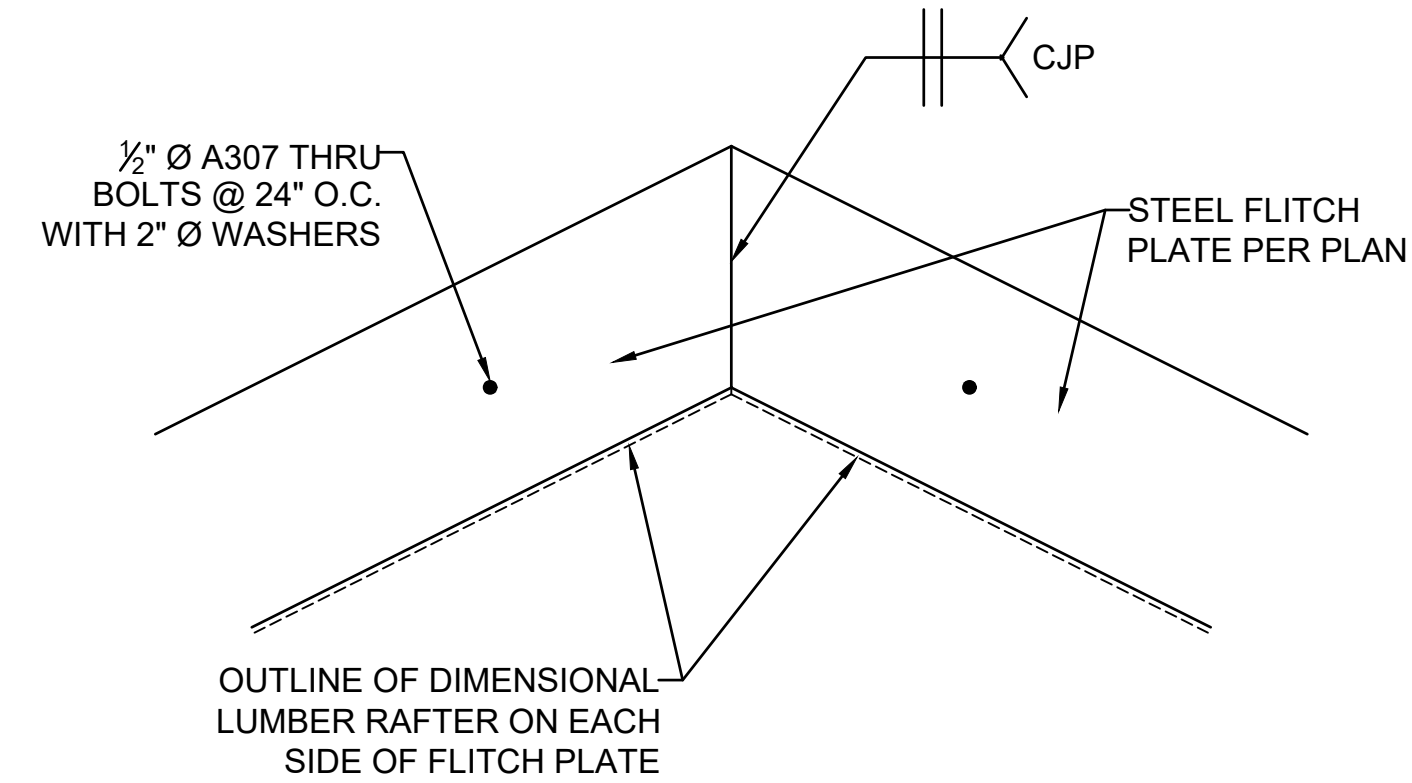 CJP
½" Ø A307 THRU
BOLTS @ 24" O.C.
WITH 2" Ø WASHERS
STEEL FLITCH
PLATE PER PLAN
OUTLINE OF DIMENSIONAL
LUMBER RAFTER ON EACH
SIDE OF FLITCH PLATE